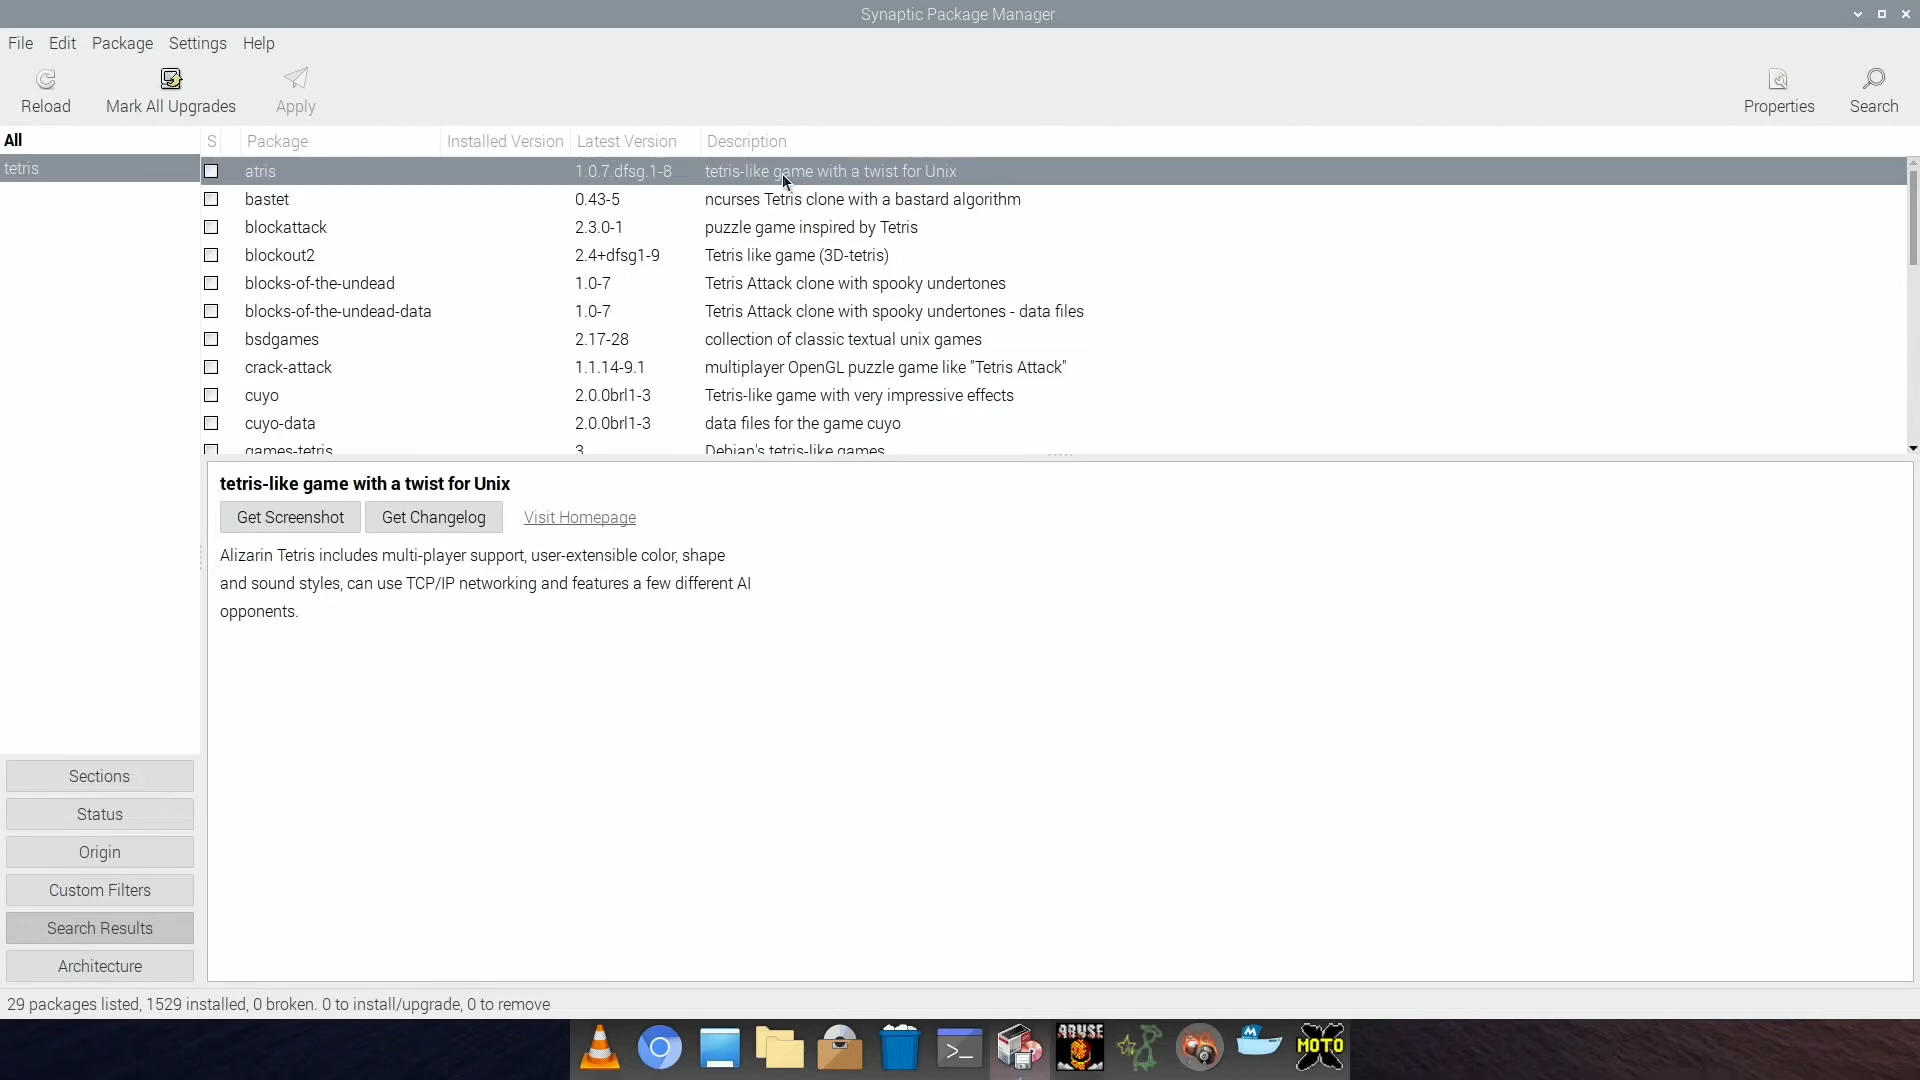 Synaptic Package Manager
File Edit Package Settings Help
Reload Mark All Upgrades Apply Properties Search
All
tetris
S Package Installed Version Latest Version Description
atris 1.0.7.dfsg.1-8 tetris-like game with a twist for Unix
bastet 0.43-5 ncurses Tetris clone with a bastard algorithm
blockattack 2.3.0-1 puzzle game inspired by Tetris
blockout2 2.4+dfsg1-9 Tetris like game (3D-tetris)
blocks-of-the-undead 1.0-7 Tetris Attack clone with spooky undertones
blocks-of-the-undead-data 1.0-7 Tetris Attack clone with spooky undertones - data files
bsdgames 2.17-28 collection of classic textual unix games
crack-attack 1.1.14-9.1 multiplayer OpenGL puzzle game like "Tetris Attack"
cuyo 2.0.0brl1-3 Tetris-like game with very impressive effects
cuyo-data 2.0.0brl1-3 data files for the game cuyo
games-tetris 3 Debian's tetris-like games
tetris-like game with a twist for Unix
Get Screenshot Get Changelog Visit Homepage
Alizarin Tetris includes multi-player support, user-extensible color, shape
and sound styles, can use TCP/IP networking and features a few different AI
opponents.
Sections
Status
Origin
Custom Filters
Search Results
Architecture
29 packages listed, 1529 installed, 0 broken. 0 to install/upgrade, 0 to remove
>_
ABUSE
M
X
MOTO